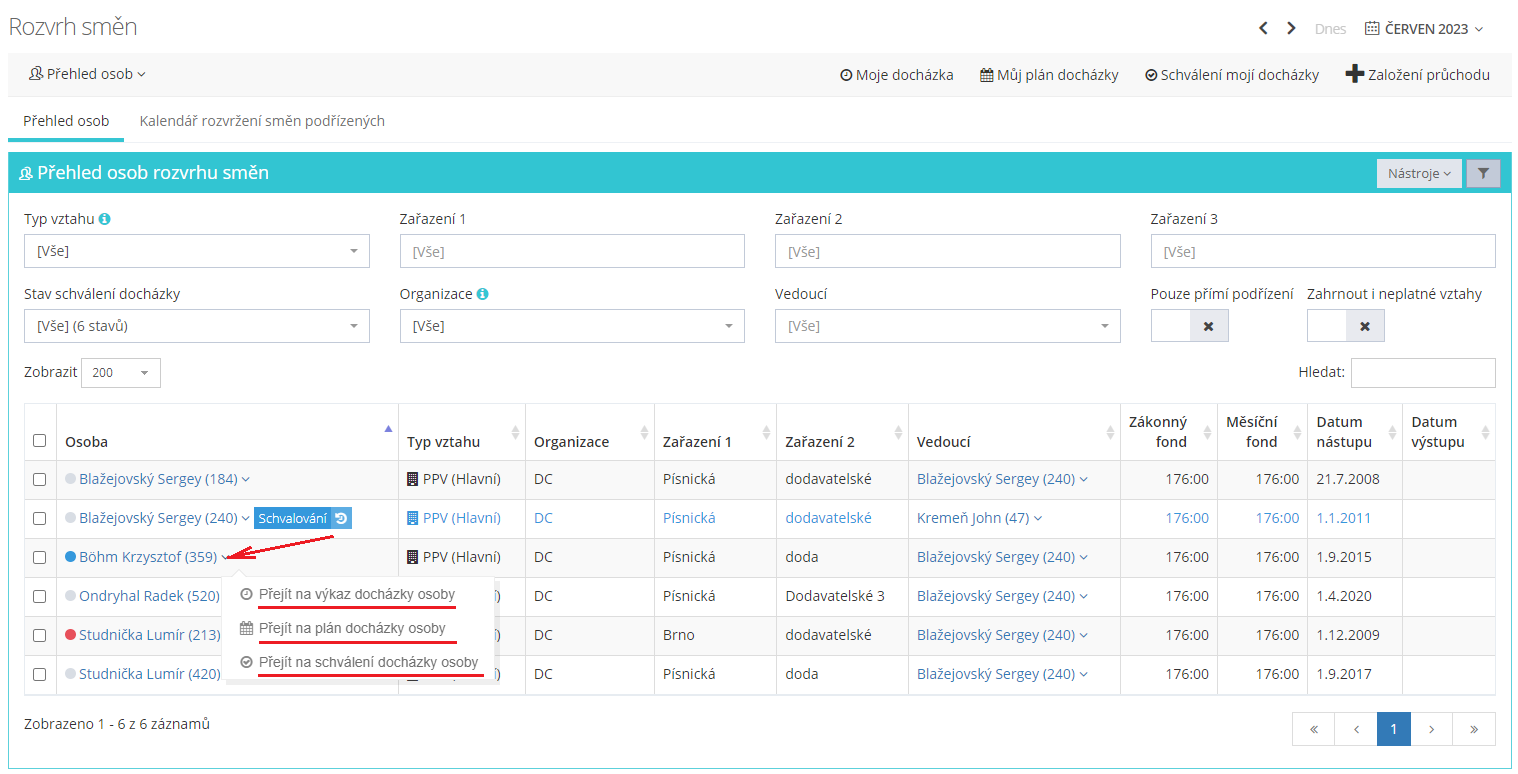 Rozvrh směn
Dnes ČERVEN 2023
Přehled osob Moje docházka Můj plán docházky Schválení mojí docházky Založení průchodu
Přehled osob Kalendář rozvržení směn podřízených
Přehled osob rozvrhu směn Nástroje
Typ vztahu Zařazení 1 Zařazení 2 Zařazení 3
[Vše] [Vše] [Vše] [Vše]
Stav schválení docházky Organizace Vedoucí Pouze přímí podřízení Zahrnout i neplatné vztahy
[Vše] (6 stavů) [Vše] [Vše]
Zobrazit 200 Hledat:
Osoba Typ vztahu Organizace Zařazení 1 Zařazení 2 Vedoucí Zákonný fond Měsíční fond Datum nástupu Datum výstupu
Blažejovský Sergey (184) PPV (Hlavní) DC Písnická dodavatelské Blažejovský Sergey (240) 176:00 176:00 21.7.2008
Blažejovský Sergey (240) Schvalování PPV (Hlavní) DC Písnická dodavatelské Kremeň John (47) 176:00 176:00 1.1.2011
Böhm Krzysztof (359) PPV (Hlavní) DC Písnická doda Blažejovský Sergey (240) 176:00 176:00 1.9.2015
Ondryhal Radek (520) DC Písnická Dodavatelské 3 Blažejovský Sergey (240) 176:00 176:00 1.4.2020
Studnička Lumír (213) DC Brno dodavatelské Blažejovský Sergey (240) 176:00 176:00 1.12.2009
Studnička Lumír (420) DC Písnická doda Blažejovský Sergey (240) 176:00 176:00 1.9.2017
Přejít na výkaz docházky osoby
Přejít na plán docházky osoby
Přejít na schválení docházky osoby
Zobrazeno 1 - 6 z 6 záznamů « ‹ 1 › »